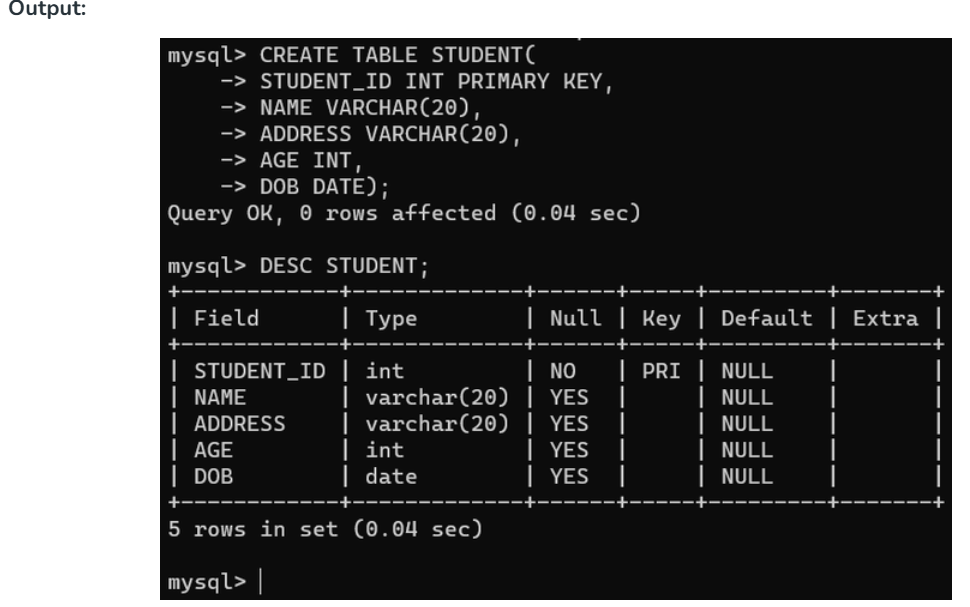 Output:
mysql> CREATE TABLE STUDENT(
    -> STUDENT_ID INT PRIMARY KEY,
    -> NAME VARCHAR(20),
    -> ADDRESS VARCHAR(20),
    -> AGE INT,
    -> DOB DATE);
Query OK, 0 rows affected (0.04 sec)
mysql> DESC STUDENT;
+------------+-------------+------+-----+---------+-------+
| Field      | Type        | Null | Key | Default | Extra |
+------------+-------------+------+-----+---------+-------+
| STUDENT_ID | int         | NO   | PRI | NULL    |       |
| NAME       | varchar(20) | YES  |     | NULL    |       |
| ADDRESS    | varchar(20) | YES  |     | NULL    |       |
| AGE        | int         | YES  |     | NULL    |       |
| DOB        | date        | YES  |     | NULL    |       |
+------------+-------------+------+-----+---------+-------+
5 rows in set (0.04 sec)
mysql>